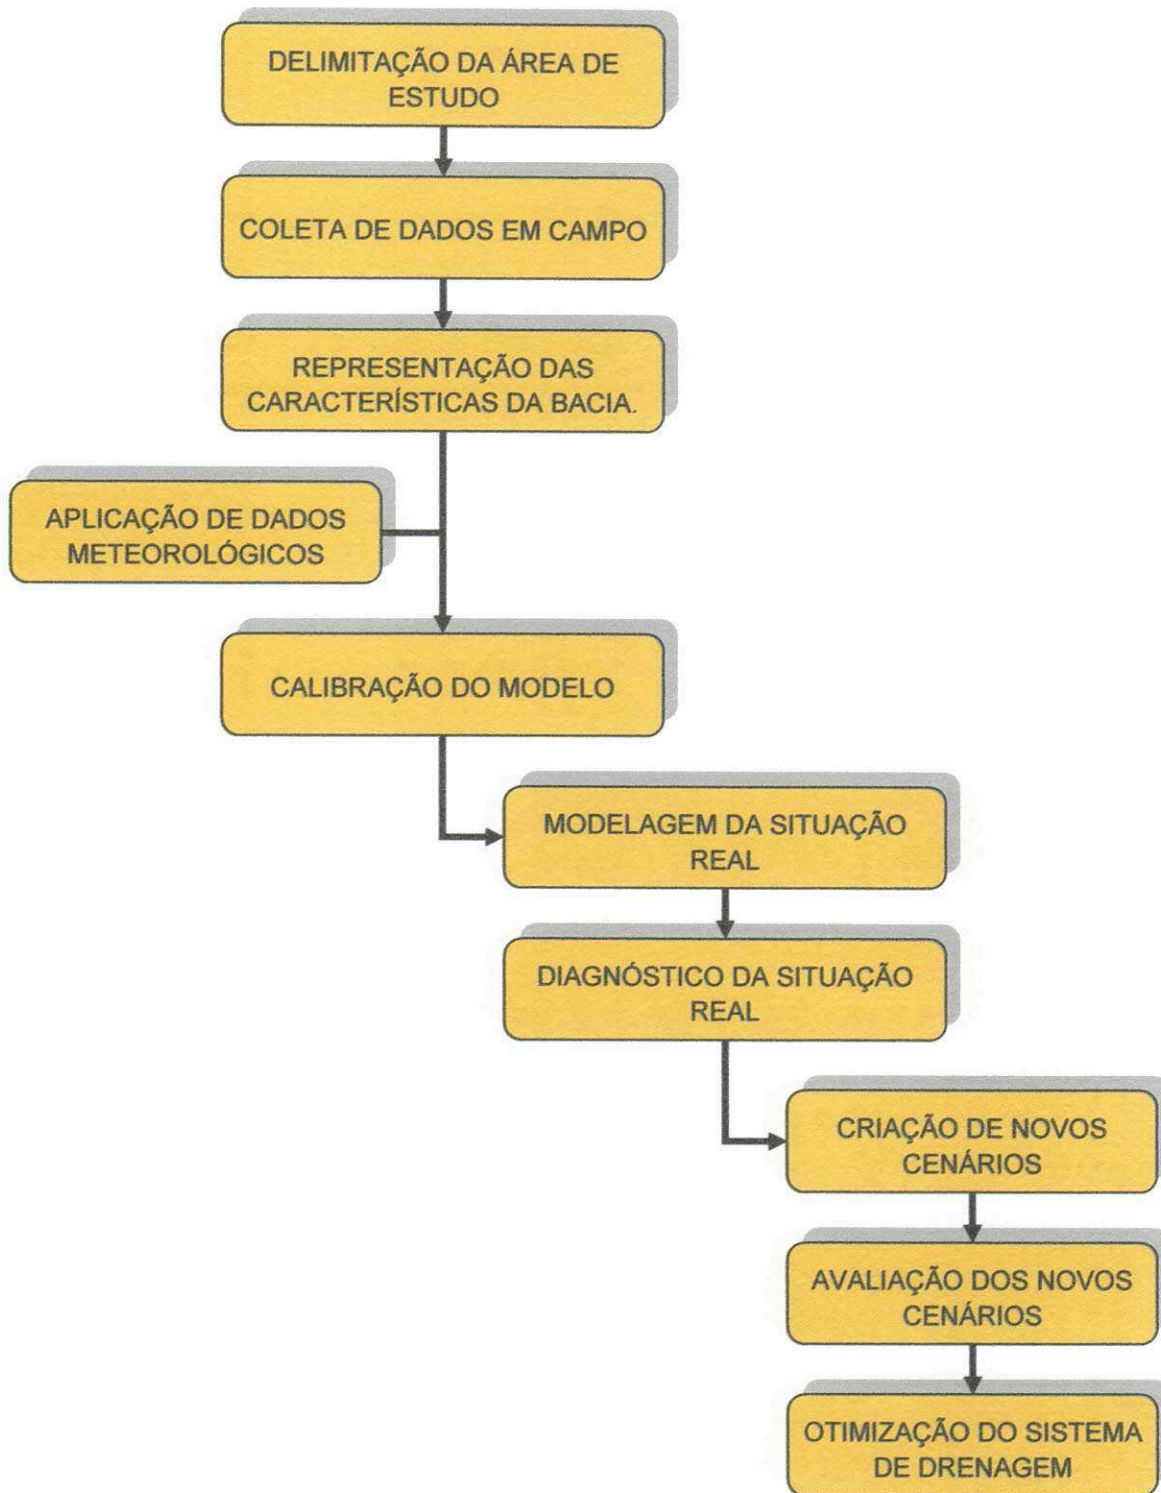 DELIMITAÇÃO DA ÁREA DE
ESTUDO
COLETA DE DADOS EM CAMPO
REPRESENTAÇÃO DAS
CARACTERÍSTICAS DA BACIA.
APLICAÇÃO DE DADOS
METEOROLÓGICOS
CALIBRAÇÃO DO MODELO
MODELAGEM DA SITUAÇÃO
REAL
DIAGNÓSTICO DA SITUAÇÃO
REAL
CRIAÇÃO DE NOVOS
CENÁRIOS
AVALIAÇÃO DOS NOVOS
CENÁRIOS
OTIMIZAÇÃO DO SISTEMA
DE DRENAGEM